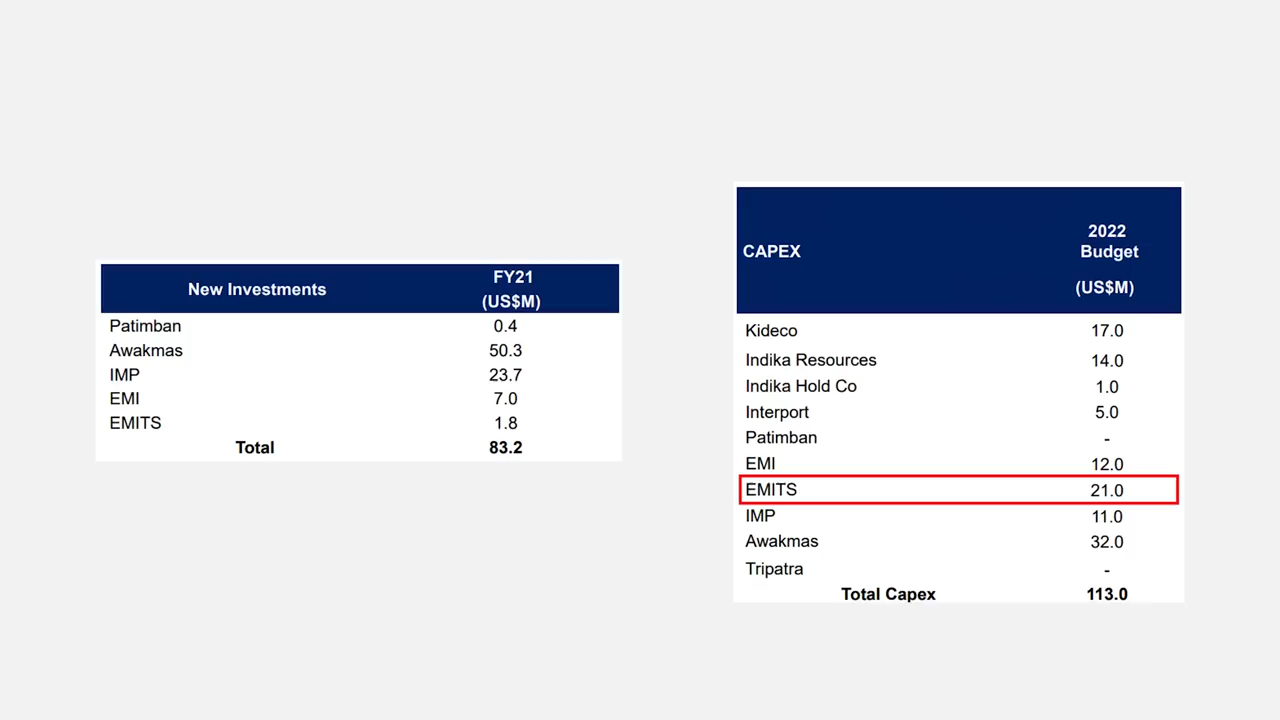 New Investments FY21
(US$M)
Patimban 0.4
Awakmas 50.3
IMP 23.7
EMI 7.0
EMITS 1.8
Total 83.2
CAPEX 2022
Budget
(US$M)
Kideco 17.0
Indika Resources 14.0
Indika Hold Co 1.0
Interport 5.0
Patimban -
EMI 12.0
EMITS 21.0
IMP 11.0
Awakmas 32.0
Tripatra -
Total Capex 113.0